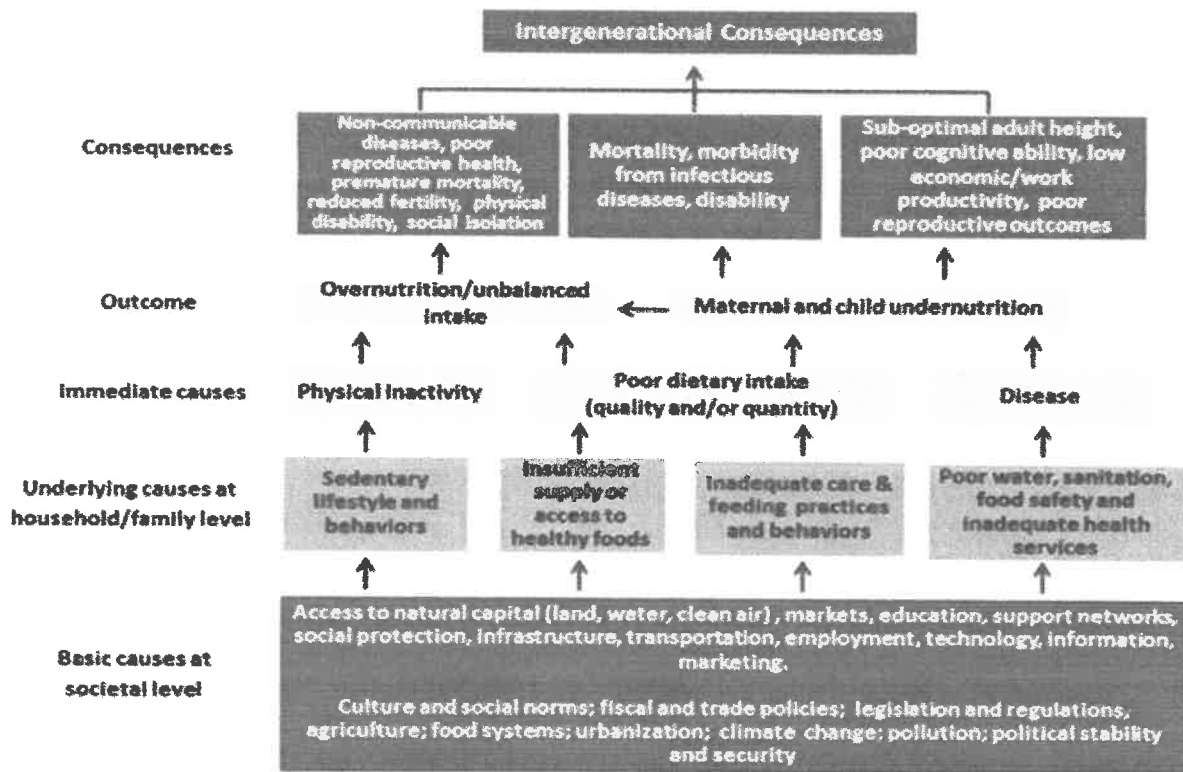 Intergenerational Consequences
Consequences
Non-communicable
diseases, poor
reproductive health,
premature mortality,
reduced fertility, physical
disability, social isolation
Mortality, morbidity
from infectious
diseases, disability
Sub-optimal adult height,
poor cognitive ability, low
economic/work
productivity, poor
reproductive outcomes
Outcome
Overnutrition/unbalanced
intake
Maternal and child undernutrition
Immediate causes
Physical Inactivity
Poor dietary intake
(quality and/or quantity)
Disease
Underlying causes at
household/family level
Sedentary
lifestyle and
behaviors
Insufficient
supply or
access to
healthy foods
Inadequate care &
feeding practices
and behaviors
Poor water, sanitation,
food safety and
inadequate health
services
Basic causes at
societal level
Access to natural capital (land, water, clean air) , markets, education, support networks,
social protection, infrastructure, transportation, employment, technology, information,
marketing.
Culture and social norms; fiscal and trade policies; legislation and regulations,
agriculture; food systems; urbanization; climate change; pollution; political stability
and security